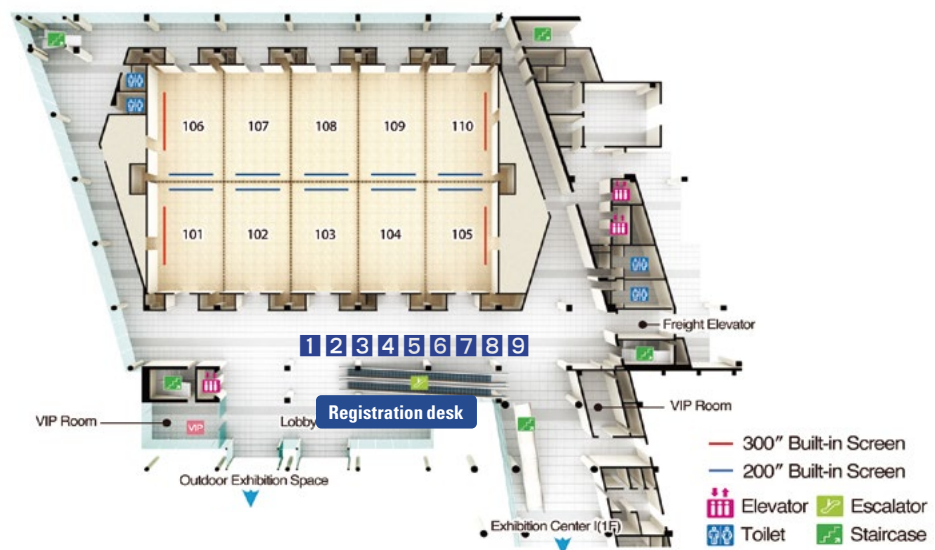 106 107 108 109 110
101 102 103 104 105
Freight Elevator
1 2 3 4 5 6 7 8 9
VIP Room
VIP
Lobby
Registration desk
VIP Room
Outdoor Exhibition Space
Exhibition Center I(1F)
300" Built-in Screen
200" Built-in Screen
Elevator
Escalator
Toilet
Staircase